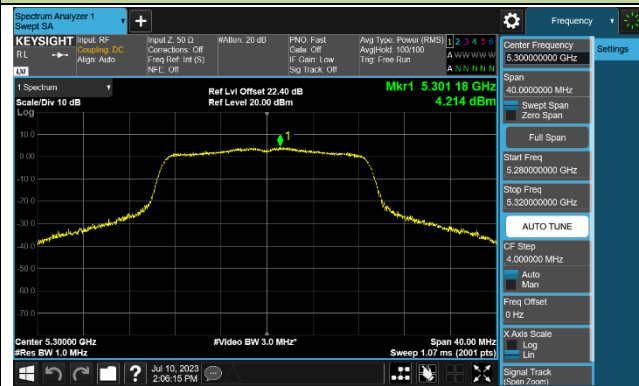 Spectrum Analyzer 1
Swept SA
Frequency
KEYSIGHT
Input: RF
Input Z: 50 Ω
#Atten: 20 dB
PNO: Fast
Avg Type: Power (RMS)
1 2 3 4 5 6
RL
Coupling: DC
Corrections: Off
Gate: Off
Avg|Hold: 100/100
A W W W W W
Align: Auto
Freq Ref: Int (S)
IF Gain: Low
Trig: Free Run
LXI
NFE: Off
Sig Track: Off
A N N N N N
1 Spectrum
Ref Lvl Offset 22.40 dB
Mkr1 5.301 18 GHz
Scale/Div 10 dB
Ref Level 20.00 dBm
4.214 dBm
Log
1
10.0
0.00
-10.0
-20.0
-30.0
-40.0
-50.0
-60.0
-70.0
Center 5.30000 GHz
#Video BW 3.0 MHz*
Span 40.00 MHz
#Res BW 1.0 MHz
Sweep 1.07 ms (2001 pts)
Center Frequency
5.300000000 GHz
Settings
Span
40.0000000 MHz
Swept Span
Zero Span
Full Span
Start Freq
5.280000000 GHz
Stop Freq
5.320000000 GHz
AUTO TUNE
CF Step
4.000000 MHz
Auto
Man
Freq Offset
0 Hz
X Axis Scale
Log
Lin
Signal Track
(Span Zoom)
?
Jul 10, 2023
2:06:15 PM